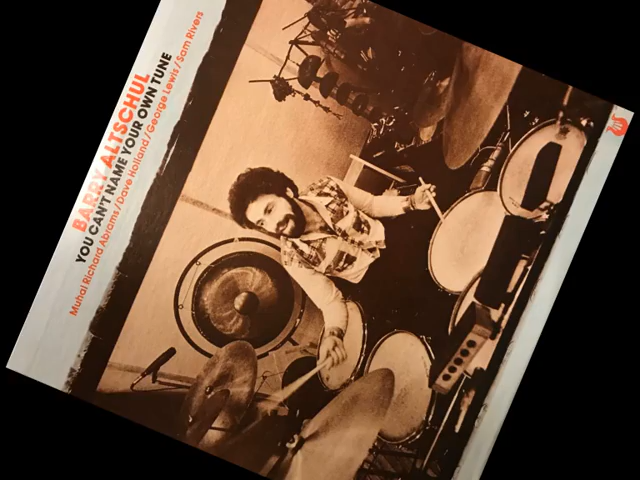 BARRY ALTSCHUL
YOU CAN'T NAME YOUR OWN TUNE
Muhal Richard Abrams/Dave Holland/George Lewis/Sam Rivers